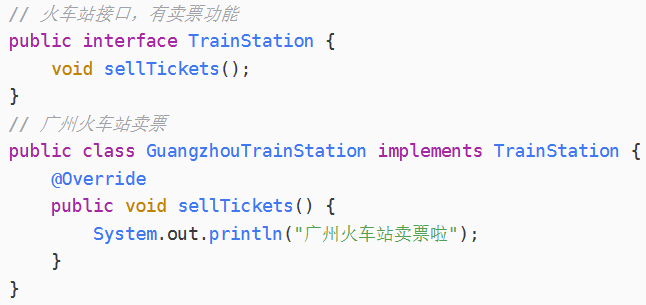 // 火车站接口，有卖票功能
public interface TrainStation {
    void sellTickets();
}
// 广州火车站卖票
public class GuangzhouTrainStation implements TrainStation {
    @Override
    public void sellTickets() {
        System.out.println("广州火车站卖票啦");
    }
}